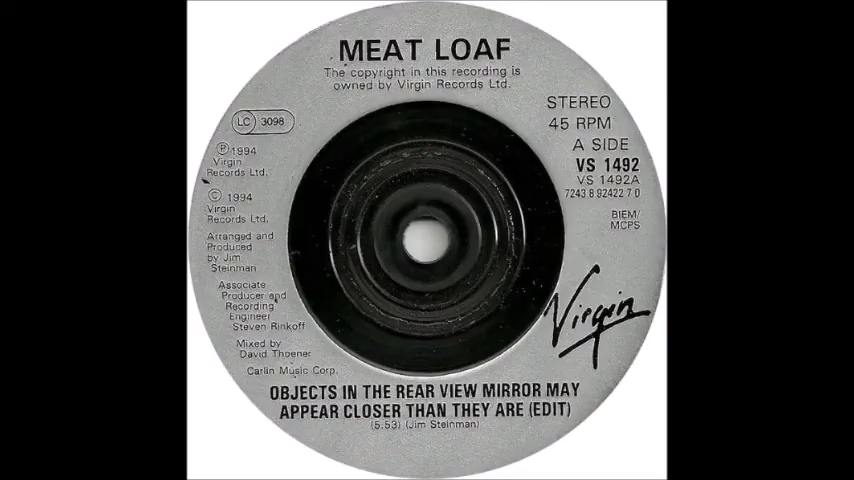 MEAT LOAF
The copyright in this recording is
owned by Virgin Records Ltd.
LC 3098
STEREO
45 RPM
A SIDE
VS 1492
VS 1492A
7243 8 92422 7 0
BIEM/
MCPS
Ⓟ 1994
Virgin
Records Ltd.
© 1994
Virgin
Records Ltd.
Arranged and
Produced
by Jim
Steinman
Associate
Producer and
Recording
Engineer
Steven Rinkoff
Mixed by
David Thoener
Carlin Music Corp.
Virgin
OBJECTS IN THE REAR VIEW MIRROR MAY
APPEAR CLOSER THAN THEY ARE (EDIT)
(5.53) (Jim Steinman)